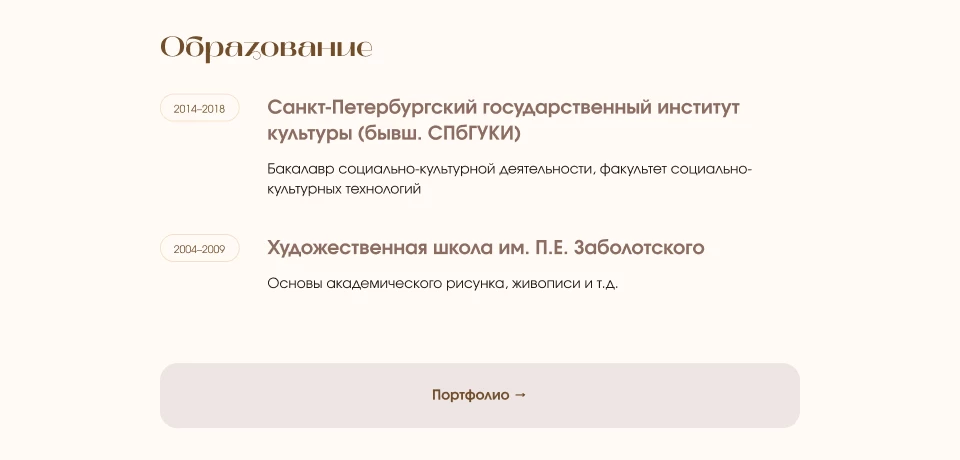 Образование
2014–2018
Санкт-Петербургский государственный институт
культуры (бывш. СПбГУКИ)
Бакалавр социально-культурной деятельности, факультет социально-
культурных технологий
2004–2009
Художественная школа им. П.Е. Заболотского
Основы академического рисунка, живописи и т.д.
Портфолио →